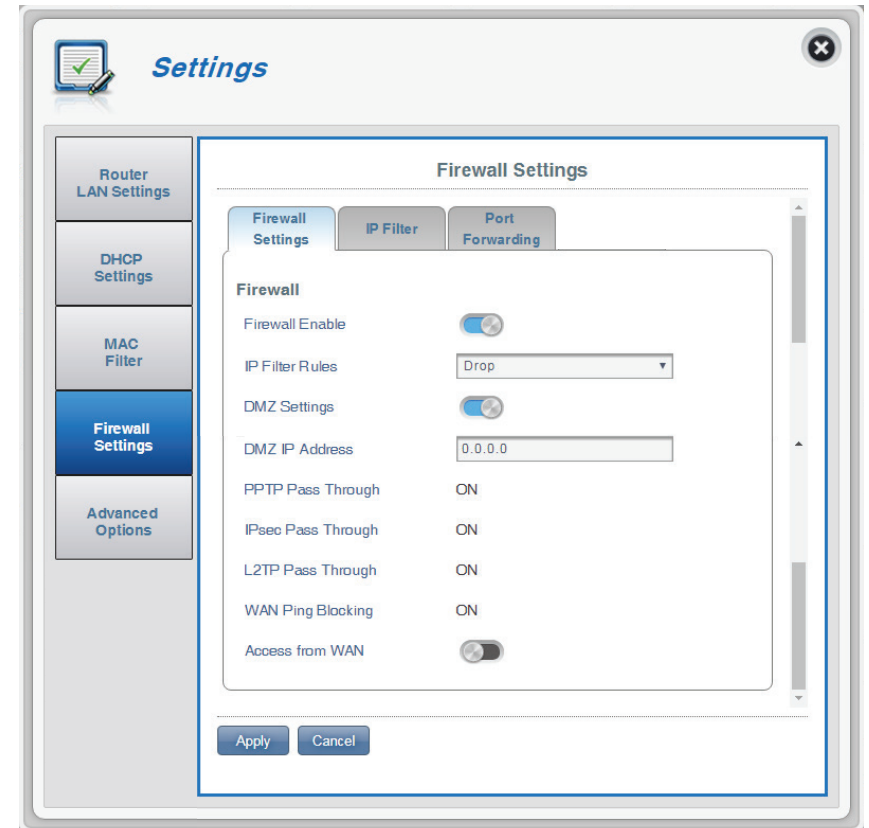 Settings
Router
LAN Settings
DHCP
Settings
MAC
Filter
Firewall
Settings
Advanced
Options
Firewall Settings
Firewall
Settings
IP Filter
Port
Forwarding
Firewall
Firewall Enable
IP Filter Rules
Drop
DMZ Settings
DMZ IP Address
0.0.0.0
PPTP Pass Through
ON
IPsec Pass Through
ON
L2TP Pass Through
ON
WAN Ping Blocking
ON
Access from WAN
Apply
Cancel